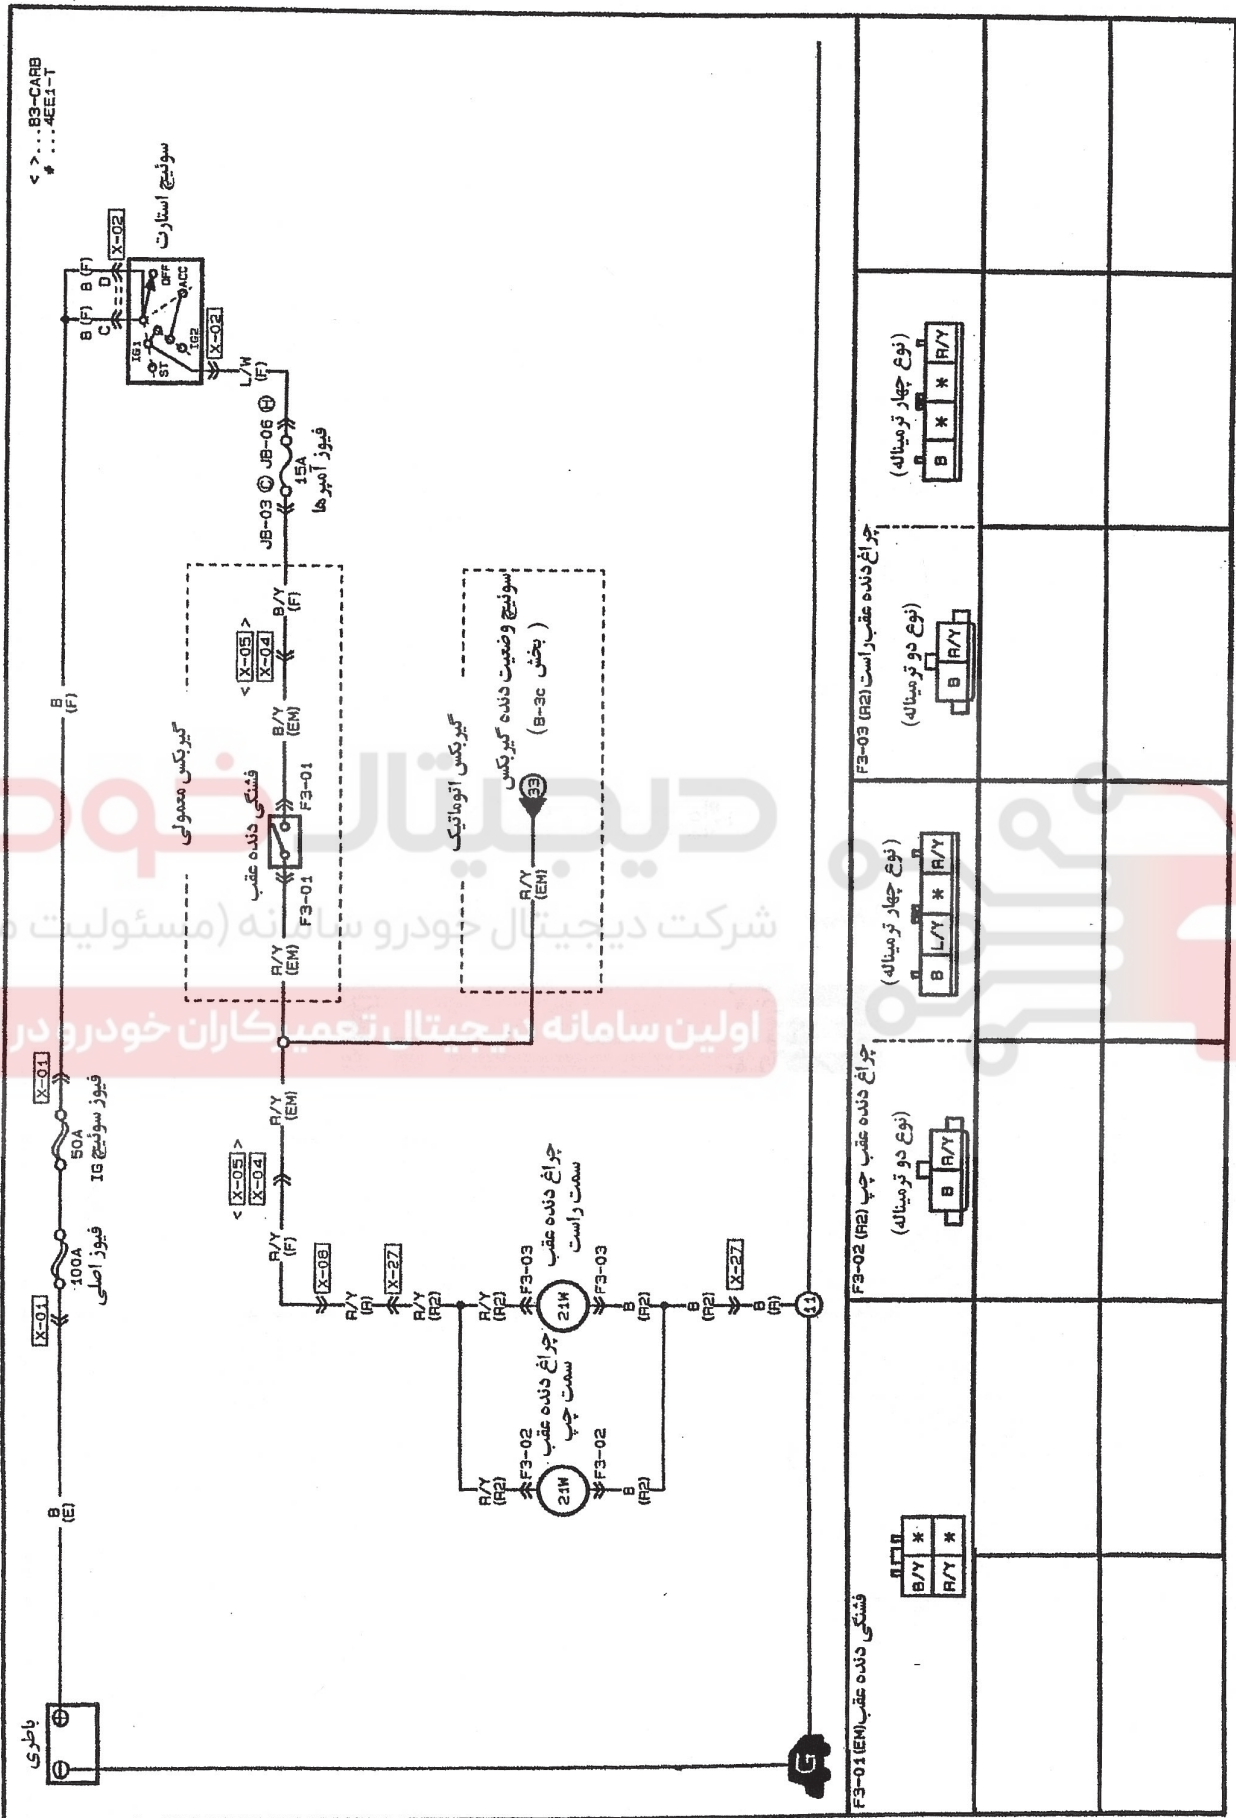 < >...B3-CARB
# ...4EE1-T
باطری
B
(E)
X-01
100A
فیوز اصلی
50A
فیوز سوئیچ IG
X-01
B
(F)
B (F)
C
B (F)
D
X-02
سوئیچ استارت
IG1
OFF
ACC
ST
IG2
X-02
L/W
(F)
JB-06 H
15A
فیوز آمپرها
JB-03 C
گیربکس معمولی
B/Y
(F)
< X-05 >
X-04
B/Y
(EM)
F3-01
فشنگی دنده عقب
F3-01
R/Y
(EM)
گیربکس اتوماتیک
سوئیچ وضعیت دنده گیربکس
( بخش B-3c)
33
R/Y
(EM)
R/Y
(EM)
< X-05 >
X-04
R/Y
(F)
X-08
R/Y
(R)
X-27
R/Y
(R2)
R/Y
(R2)
F3-03
21W
چراغ دنده عقب
سمت راست
F3-03
B
(R2)
R/Y
(R2)
F3-02
21W
چراغ دنده عقب
سمت چپ
F3-02
B
(R2)
B
(R2)
X-27
B
(R)
11
F3-01(EM) فشنگی دنده عقب
B/Y *
R/Y *
F3-02 (R2) چراغ دنده عقب چپ
(نوع دو ترمیناله)
B R/Y
(نوع چهار ترمیناله)
B L/Y * R/Y
F3-03 (R2) چراغ دنده عقب راست
(نوع دو ترمیناله)
B R/Y
(نوع چهار ترمیناله)
B * * R/Y
دیجیتال خود
شرکت دیجیتال خودرو سامانه (مسئولیت
اولین سامانه دیجیتال تعمیرکاران خودرو در